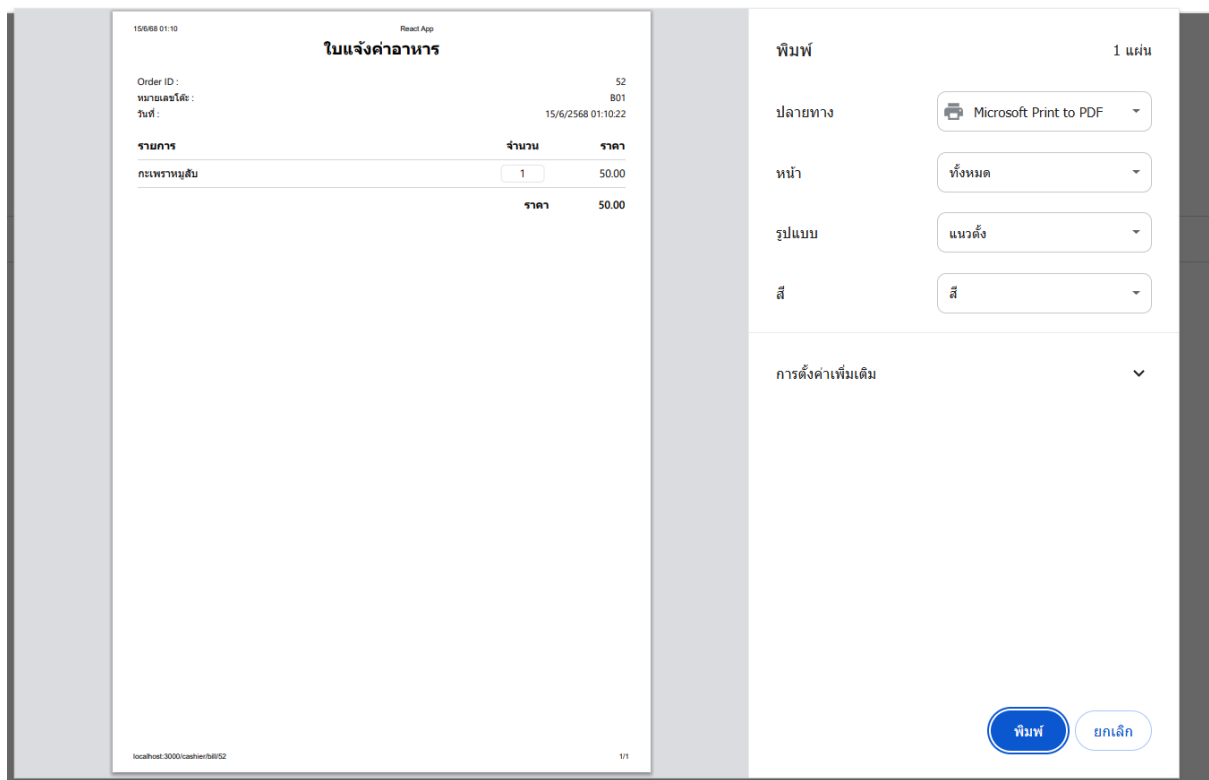 15/6/68 01:10 React App
ใบแจ้งค่าอาหาร
Order ID : 52
หมายเลขโต๊ะ : B01
วันที่ : 15/6/2568 01:10:22
รายการ จำนวน ราคา
กะเพราหมูสับ 1 50.00
ราคา 50.00
localhost:3000/cashier/bill/52 1/1
พิมพ์ 1 แผ่น
ปลายทาง Microsoft Print to PDF
หน้า ทั้งหมด
รูปแบบ แนวตั้ง
สี สี
การตั้งค่าเพิ่มเติม
พิมพ์ ยกเลิก